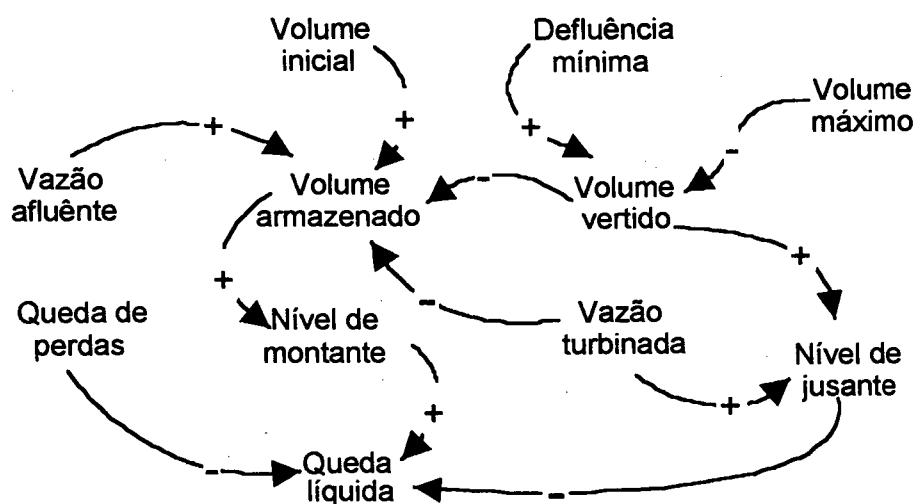 Volume
inicial
Defluência
mínima
Volume
máximo
+
+
+
-
Vazão
afluênte
Volume
armazenado
-
Volume
vertido
+
+
-
Queda de
perdas
Nível de
montante
Vazão
turbinada
Nível de
jusante
+
+
-
Queda
líquida
-